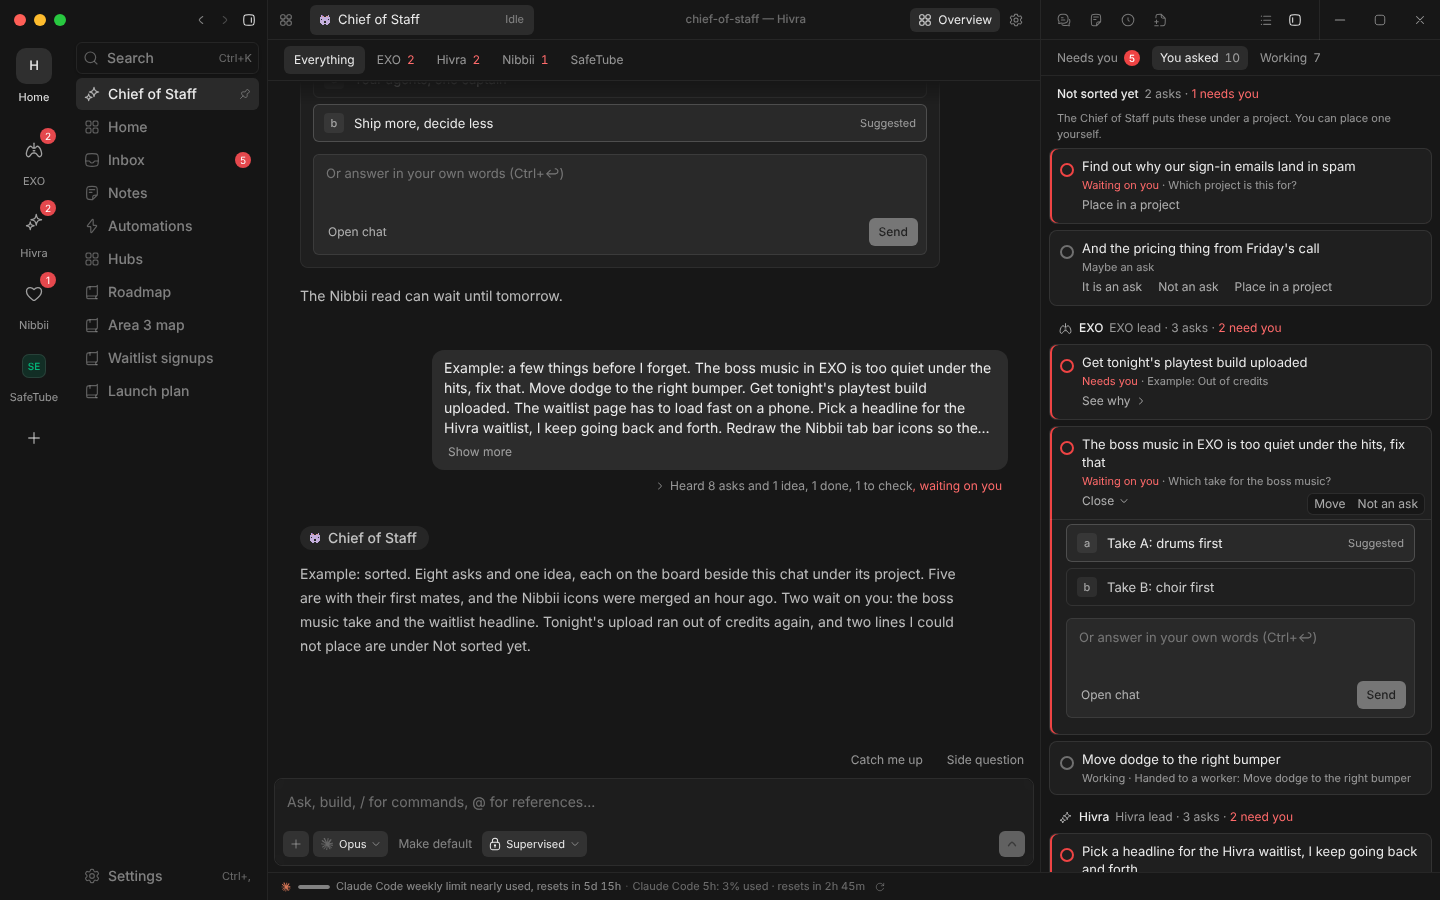 Chief of Staff
Idle
chief-of-staff — Hivra
Overview
H
Home
2
EXO
2
Hivra
1
Nibbii
SE
SafeTube
Search
Ctrl+K
Chief of Staff
Home
Inbox
5
Notes
Automations
Hubs
Roadmap
Area 3 map
Waitlist signups
Launch plan
Settings
Ctrl+,
Everything
EXO 2
Hivra 2
Nibbii 1
SafeTube
b
Ship more, decide less
Suggested
Or answer in your own words (Ctrl+↩)
Open chat
Send
The Nibbii read can wait until tomorrow.
Example: a few things before I forget. The boss music in EXO is too quiet under the
hits, fix that. Move dodge to the right bumper. Get tonight's playtest build
uploaded. The waitlist page has to load fast on a phone. Pick a headline for the
Hivra waitlist, I keep going back and forth. Redraw the Nibbii tab bar icons so the...
Show more
Heard 8 asks and 1 idea, 1 done, 1 to check, waiting on you
Chief of Staff
Example: sorted. Eight asks and one idea, each on the board beside this chat under its project. Five
are with their first mates, and the Nibbii icons were merged an hour ago. Two wait on you: the boss
music take and the waitlist headline. Tonight's upload ran out of credits again, and two lines I could
not place are under Not sorted yet.
Catch me up
Side question
Ask, build, / for commands, @ for references...
Opus
Make default
Supervised
Claude Code weekly limit nearly used, resets in 5d 15h · Claude Code 5h: 3% used · resets in 2h 45m
Needs you 5
You asked 10
Working 7
Not sorted yet 2 asks · 1 needs you
The Chief of Staff puts these under a project. You can place one
yourself.
Find out why our sign-in emails land in spam
Waiting on you · Which project is this for?
Place in a project
And the pricing thing from Friday's call
Maybe an ask
It is an ask
Not an ask
Place in a project
EXO EXO lead · 3 asks · 2 need you
Get tonight's playtest build uploaded
Needs you · Example: Out of credits
See why
The boss music in EXO is too quiet under the hits, fix
that
Waiting on you · Which take for the boss music?
Close
Move
Not an ask
a
Take A: drums first
Suggested
b
Take B: choir first
Or answer in your own words (Ctrl+↩)
Open chat
Send
Move dodge to the right bumper
Working · Handed to a worker: Move dodge to the right bumper
Hivra Hivra lead · 3 asks · 2 need you
Pick a headline for the Hivra waitlist, I keep going back
and forth